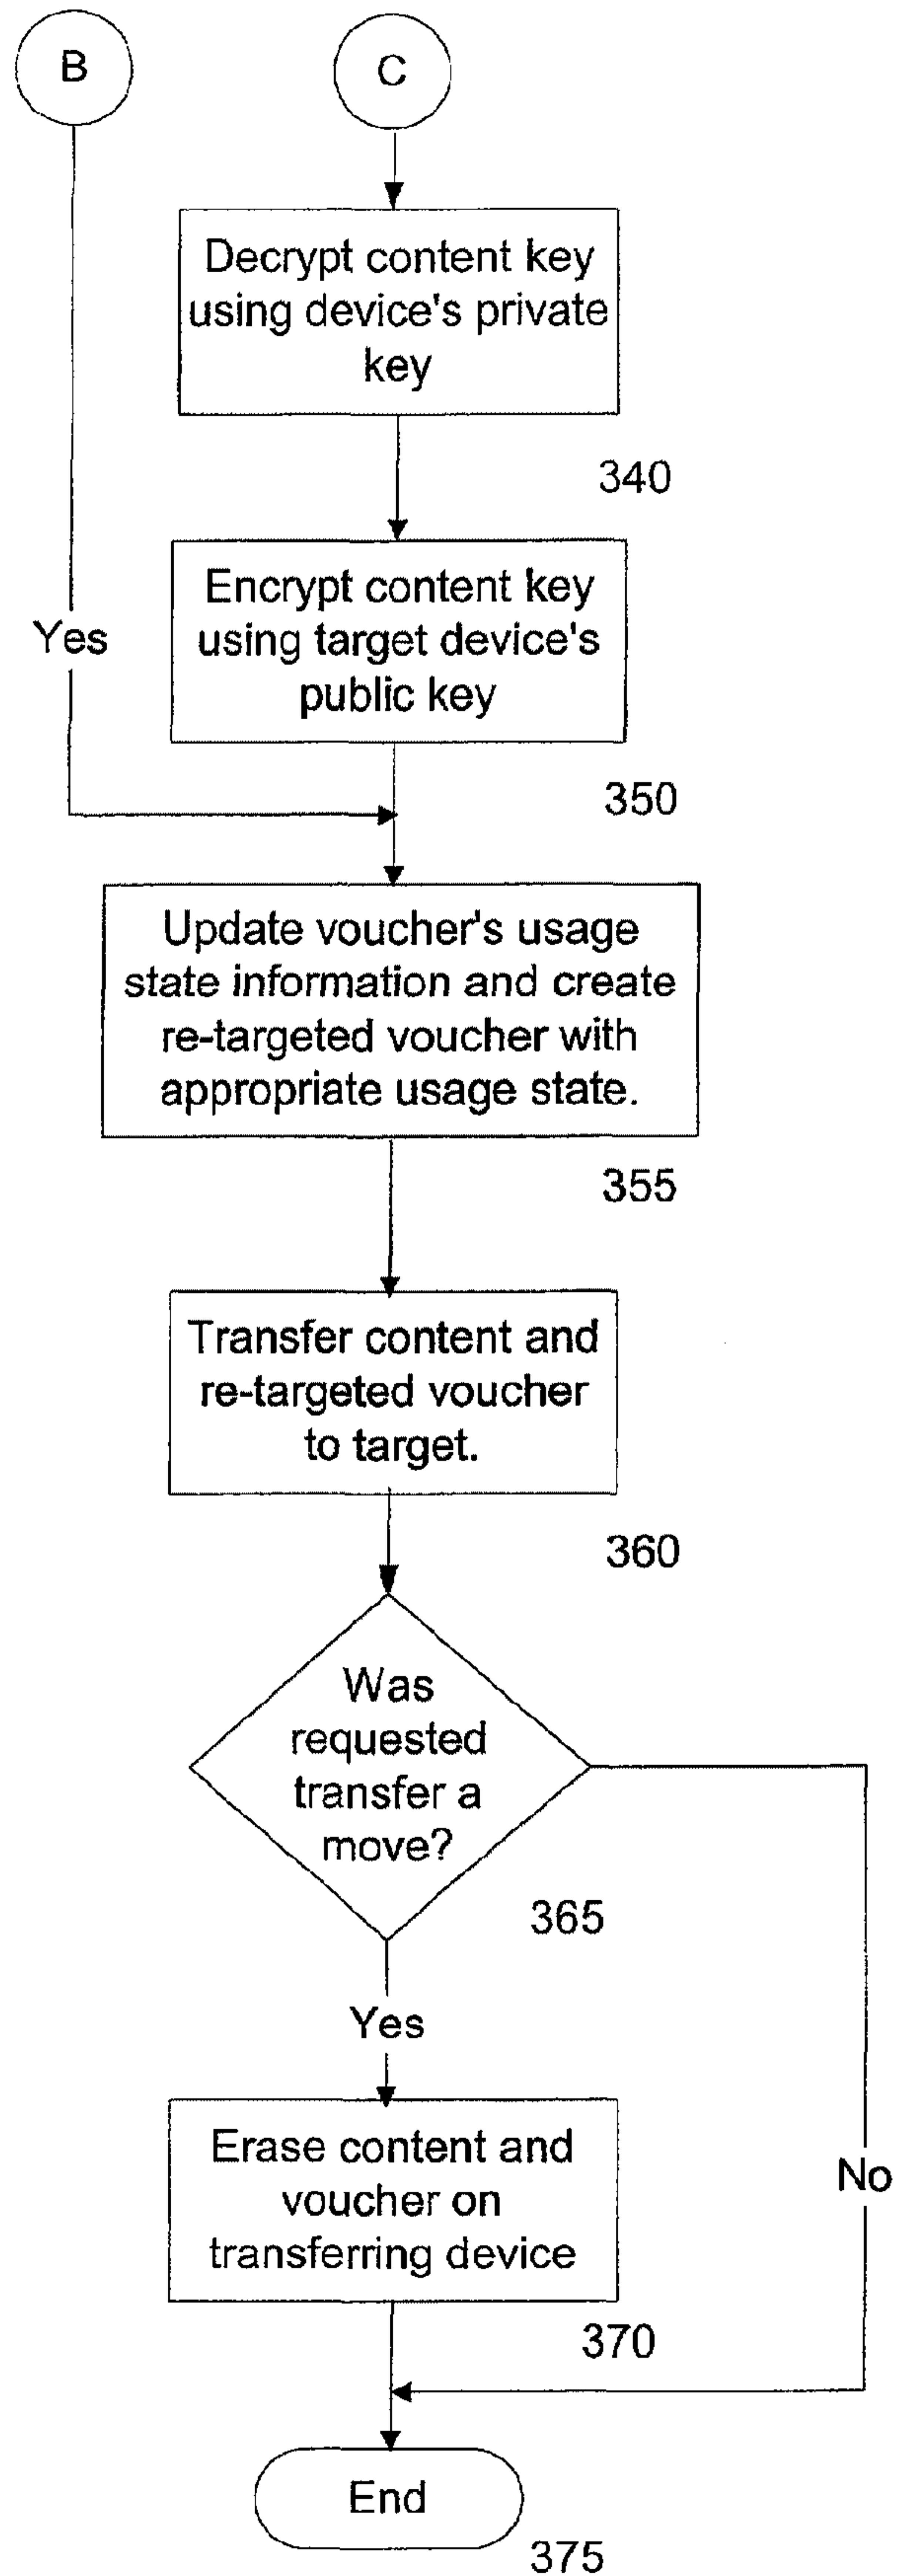 B
C
Decrypt content key
using device's private
key
340
Encrypt content key
using target device's
public key
Yes
350
Update voucher's usage
state information and create
re-targeted voucher with
appropriate usage state.
355
Transfer content and
re-targeted voucher
to target.
360
Was
requested
transfer a
move?
365
Yes
Erase content and
voucher on
transferring device
No
370
End
375